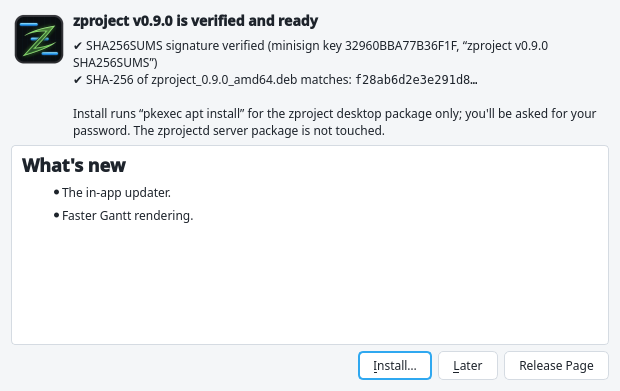 zproject v0.9.0 is verified and ready
✔ SHA256SUMS signature verified (minisign key 32960BBA77B36F1F, “zproject v0.9.0
SHA256SUMS”)
✔ SHA-256 of zproject_0.9.0_amd64.deb matches: f28ab6d2e3e291d8…
Install runs “pkexec apt install” for the zproject desktop package only; you'll be asked for your
password. The zprojectd server package is not touched.
What's new
• The in-app updater.
• Faster Gantt rendering.
Install...
Later
Release Page